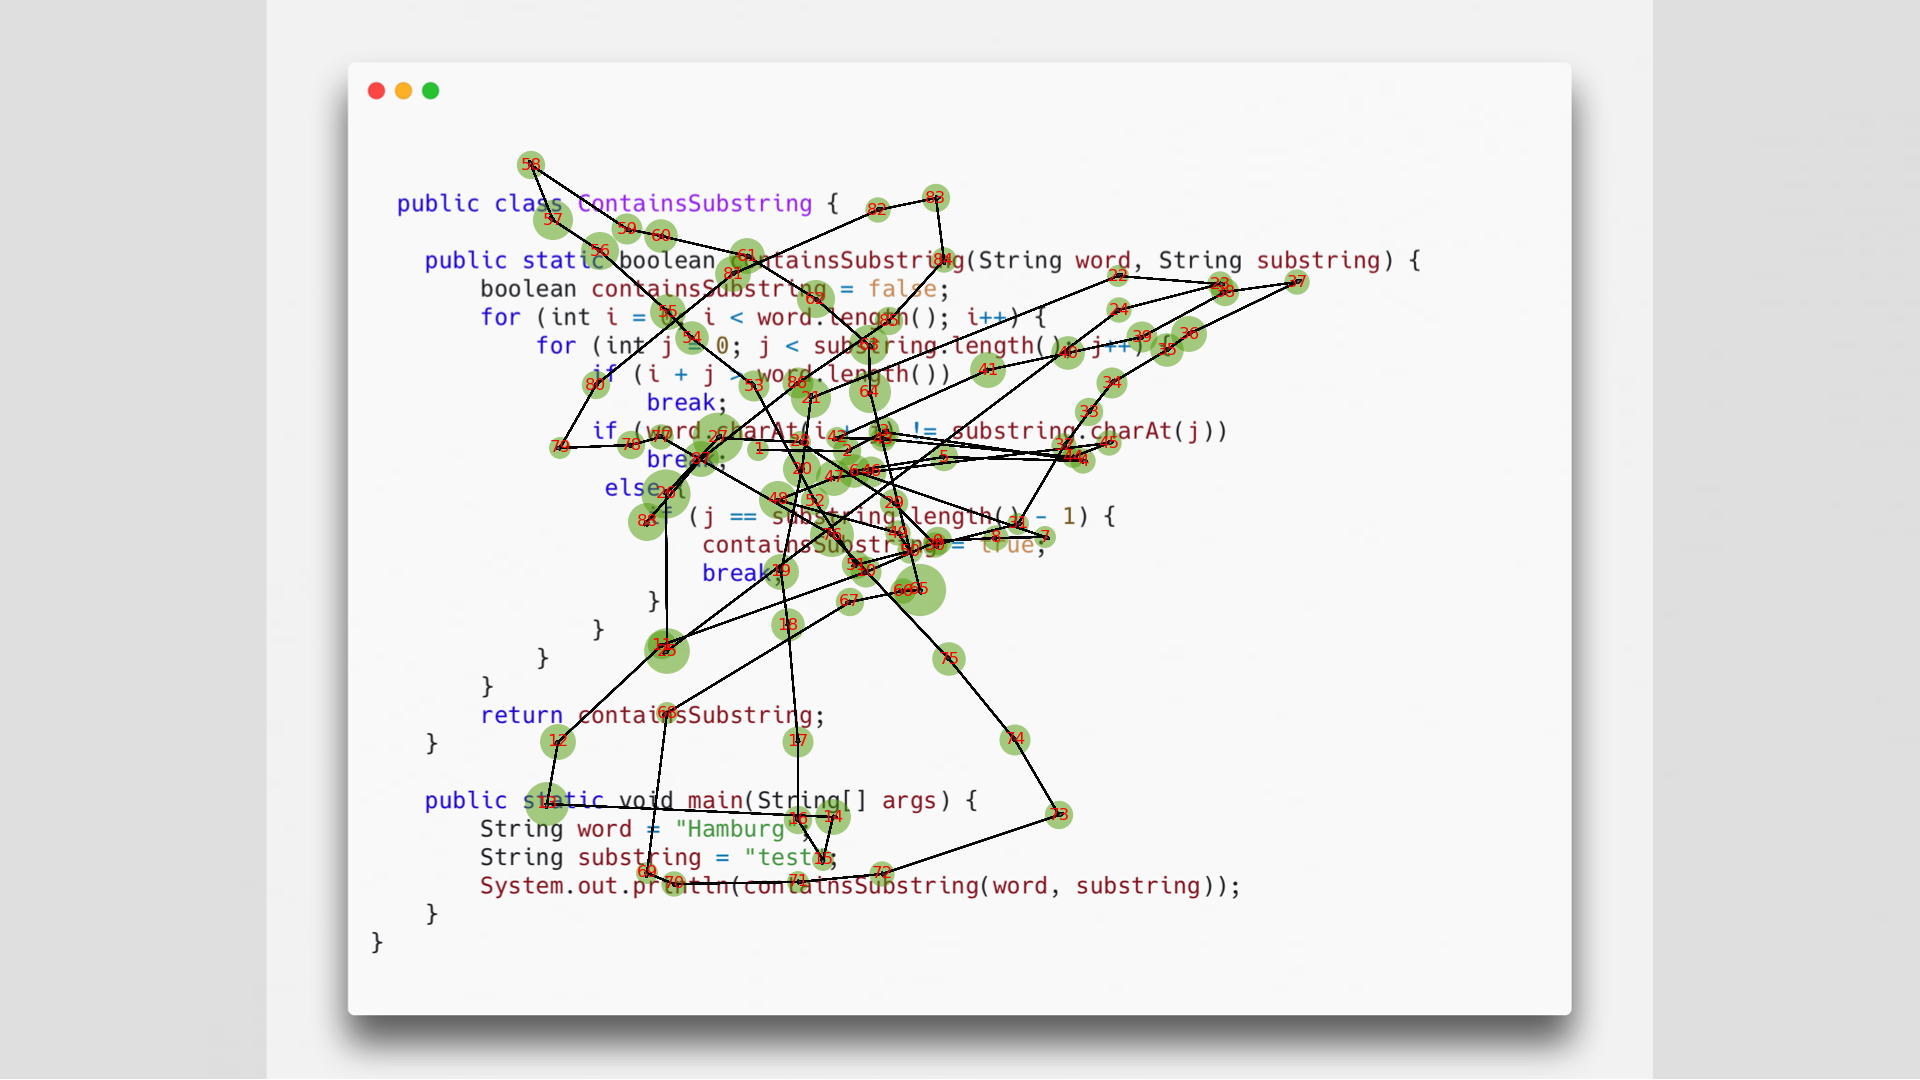 public class ContainsSubstring {
public static boolean containsSubstring(String word, String substring) {
boolean containsSubstring = false;
for (int i = 0; i < word.length(); i++) {
for (int j = 0; j < substring.length(); j++) {
if (i + j > word.length())
break;
if (word.charAt(i + j) != substring.charAt(j))
break;
else {
if (j == substring.length() - 1) {
containsSubstring = true;
break;
}
}
}
}
return containsSubstring;
}
public static void main(String[] args) {
String word = "Hamburg";
String substring = "test";
System.out.println(containsSubstring(word, substring));
}
}